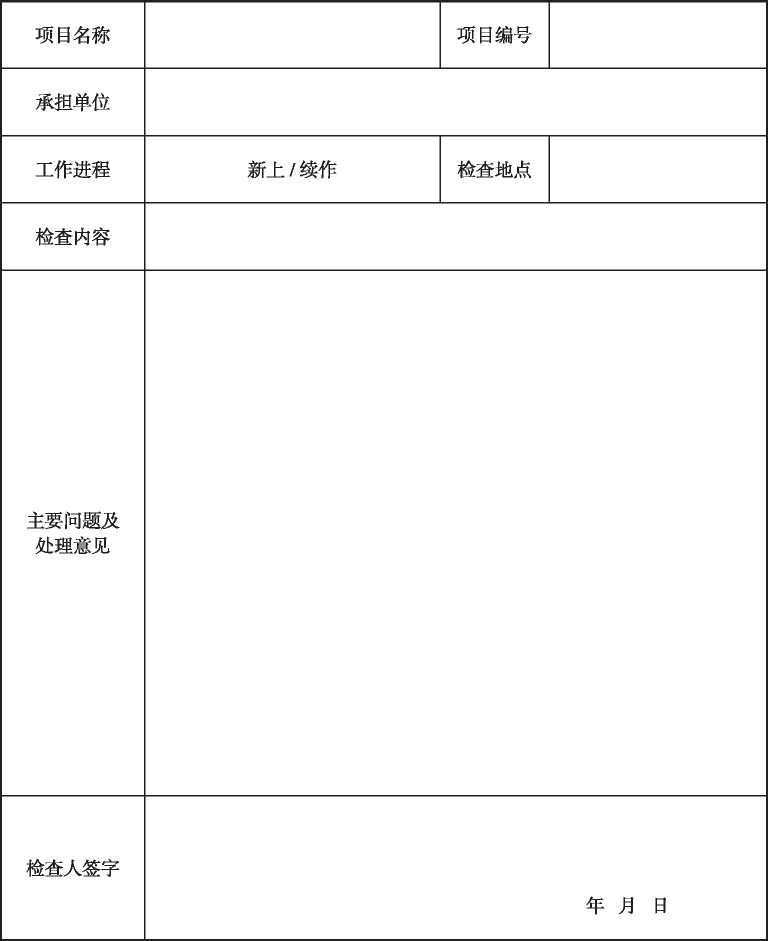 项目名称 项目编号
承担单位
工作进程 新上 / 续作 检查地点
检查内容
主要问题及
处理意见
检查人签字
年 月 日